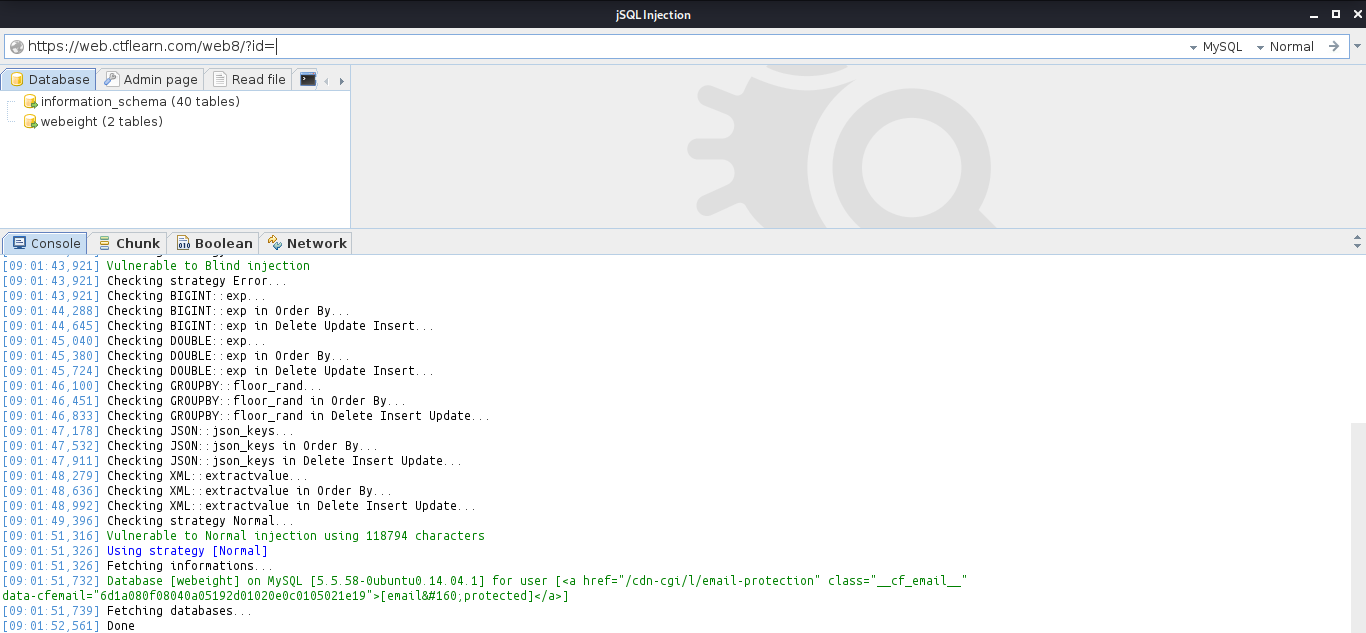 jSQL Injection
https://web.ctflearn.com/web8/?id=
MySQL
Normal
Database
Admin page
Read file
information_schema (40 tables)
webeight (2 tables)
Console
Chunk
Boolean
Network
[09:01:43,921] Vulnerable to Blind injection
[09:01:43,921] Checking strategy Error...
[09:01:43,921] Checking BIGINT::exp...
[09:01:44,288] Checking BIGINT::exp in Order By...
[09:01:44,645] Checking BIGINT::exp in Delete Update Insert...
[09:01:45,040] Checking DOUBLE::exp...
[09:01:45,380] Checking DOUBLE::exp in Order By...
[09:01:45,724] Checking DOUBLE::exp in Delete Update Insert...
[09:01:46,100] Checking GROUPBY::floor_rand...
[09:01:46,451] Checking GROUPBY::floor_rand in Order By...
[09:01:46,833] Checking GROUPBY::floor_rand in Delete Insert Update...
[09:01:47,178] Checking JSON::json_keys...
[09:01:47,532] Checking JSON::json_keys in Order By...
[09:01:47,911] Checking JSON::json_keys in Delete Insert Update...
[09:01:48,279] Checking XML::extractvalue...
[09:01:48,636] Checking XML::extractvalue in Order By...
[09:01:48,992] Checking XML::extractvalue in Delete Insert Update...
[09:01:49,396] Checking strategy Normal...
[09:01:51,316] Vulnerable to Normal injection using 118794 characters
[09:01:51,326] Using strategy [Normal]
[09:01:51,326] Fetching informations...
[09:01:51,732] Database [webeight] on MySQL [5.5.58-0ubuntu0.14.04.1] for user [<a href="/cdn-cgi/l/email-protection" class="__cf_email__"
data-cfemail="6d1a080f08040a05192d01020e0c0105021e19">[email&#160;protected]</a>]
[09:01:51,739] Fetching databases...
[09:01:52,561] Done